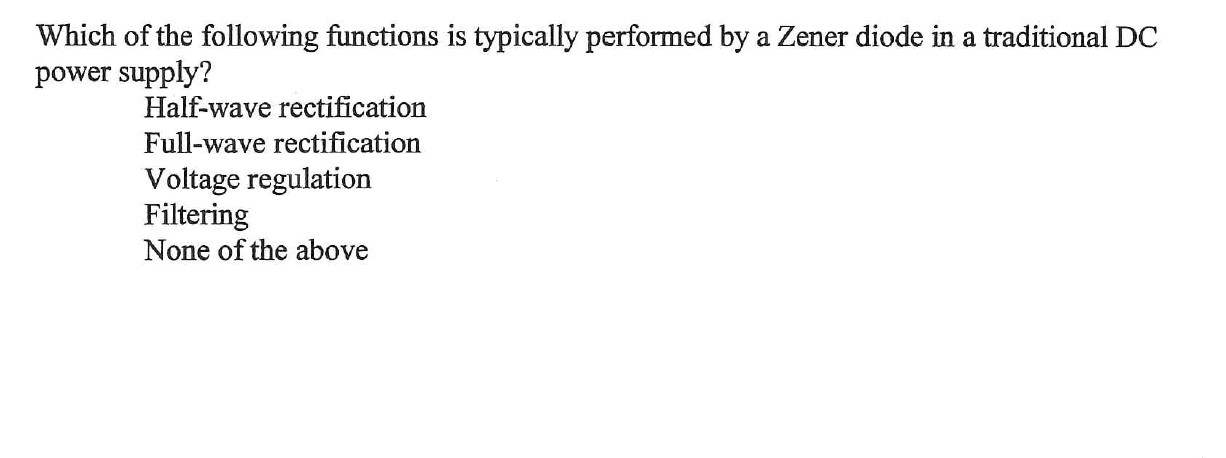 Which of the following functions is typically performed by a Zener diode in a traditional DC
power supply?
Half-wave rectification
Full-wave rectification
Voltage regulation
Filtering
None of the above